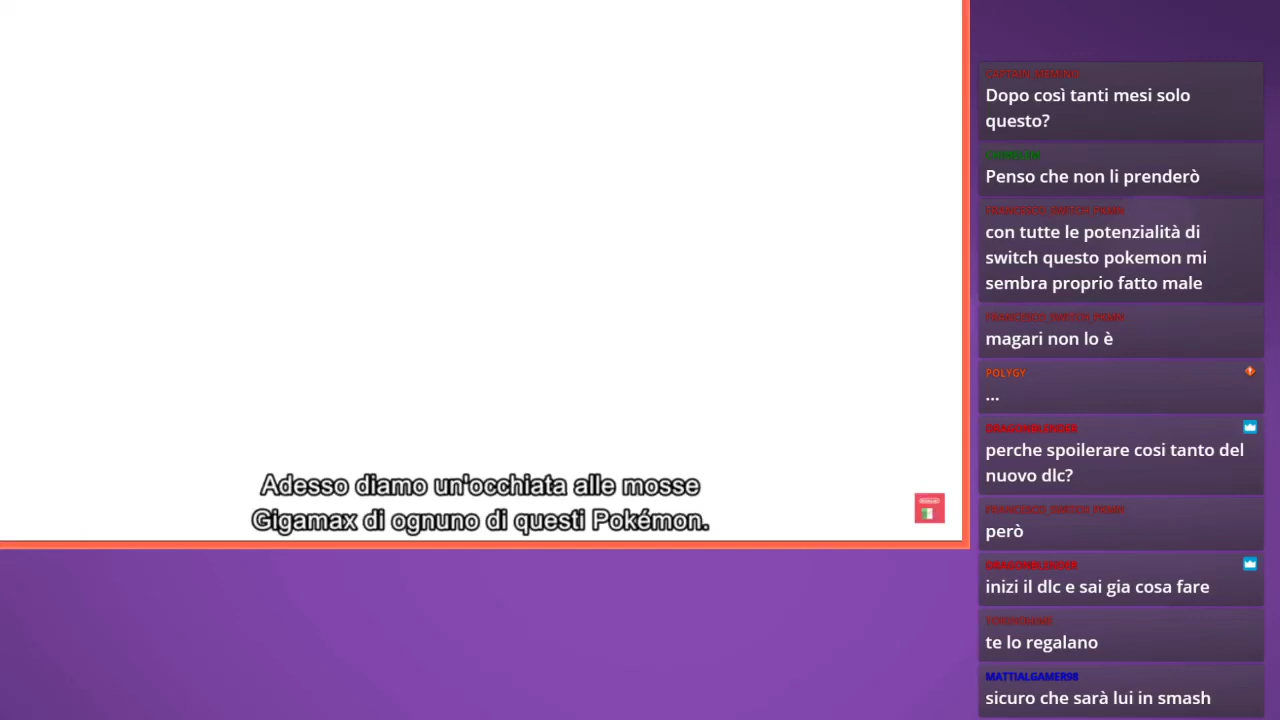 Dopo così tanti mesi solo
questo?
Penso che non li prenderò
con tutte le potenzialità di
switch questo pokemon mi
sembra proprio fatto male
magari non lo è
POLYGY
...
perche spoilerare cosi tanto del
nuovo dlc?
però
inizi il dlc e sai gia cosa fare
te lo regalano
MATTIALGAMER98
sicuro che sarà lui in smash
Adesso diamo un'occhiata alle mosse
Gigamax di ognuno di questi Pokémon.